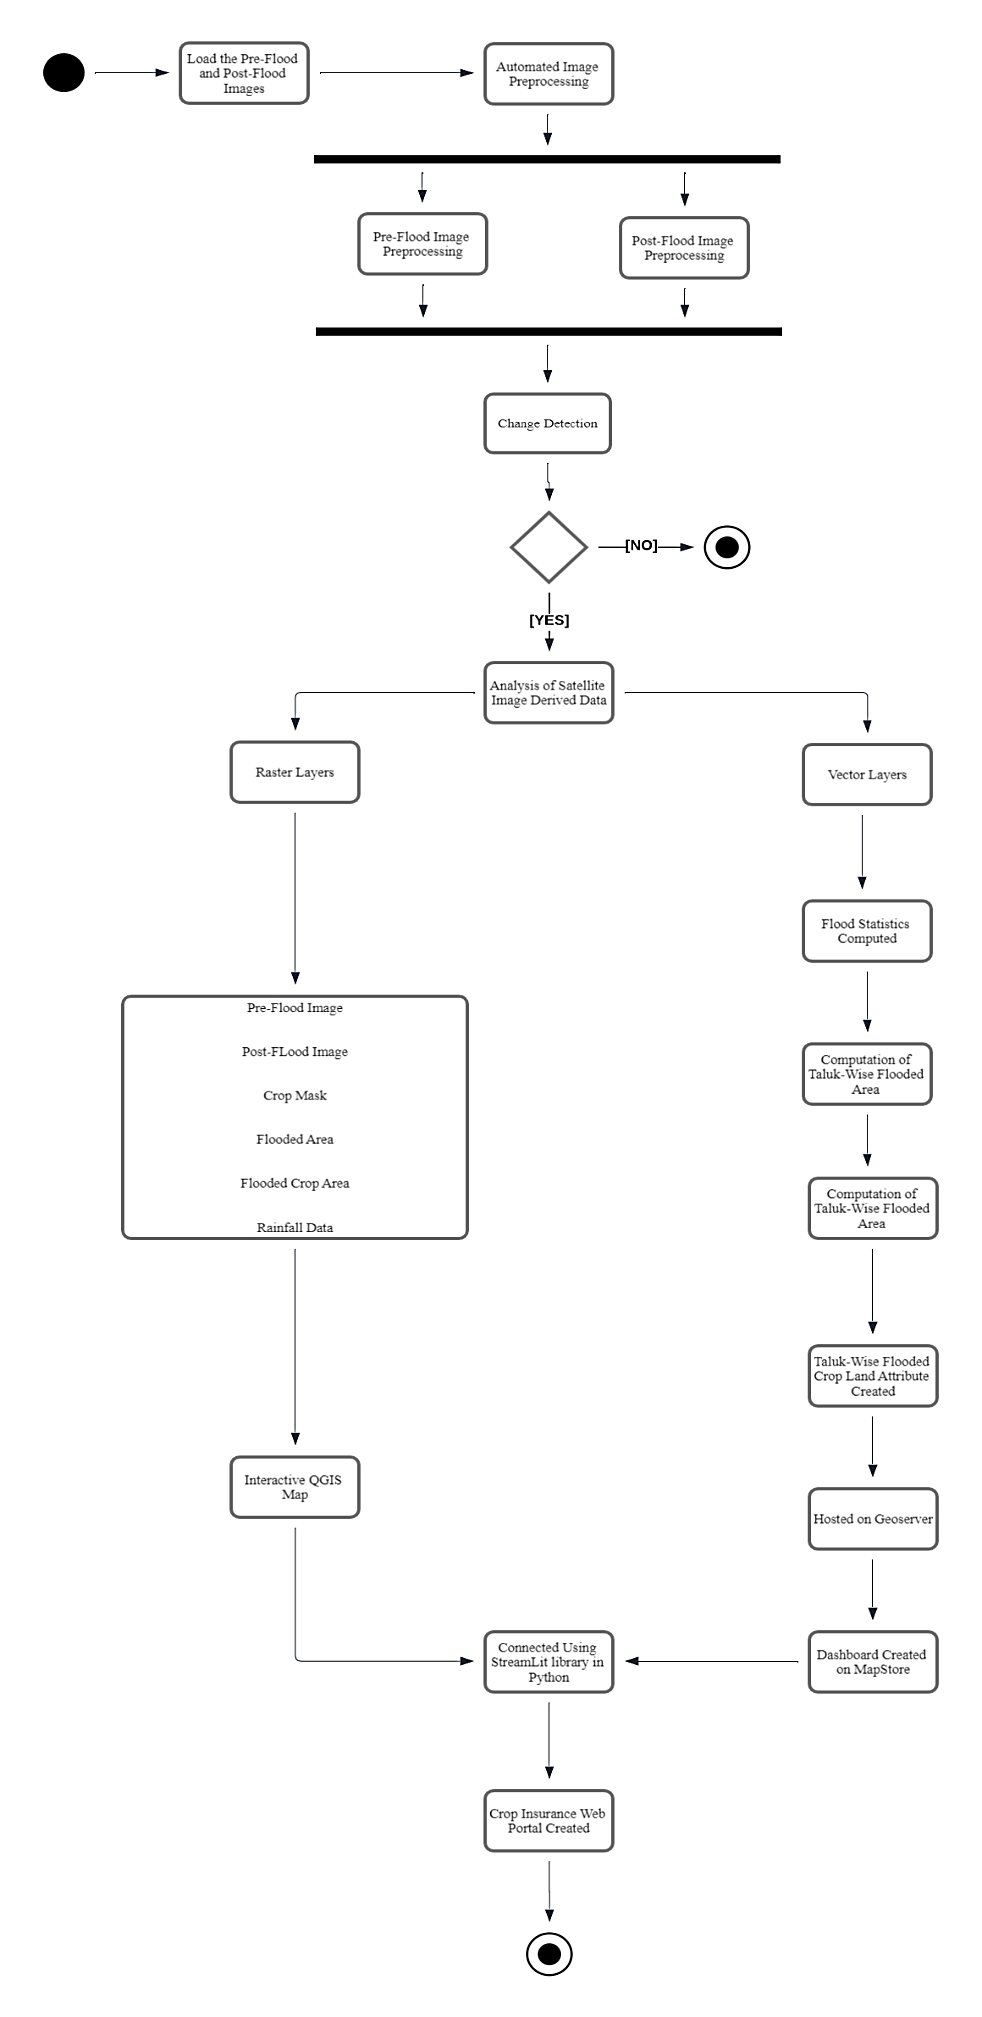 Load the Pre-Flood
and Post-Flood
Images
Automated Image
Preprocessing
Pre-Flood Image
Preprocessing
Post-Flood Image
Preprocessing
Change Detection
[NO]
[YES]
Analysis of Satellite
Image Derived Data
Raster Layers
Vector Layers
Flood Statistics
Computed
Pre-Flood Image
Post-FLood Image
Crop Mask
Flooded Area
Flooded Crop Area
Rainfall Data
Computation of
Taluk-Wise Flooded
Area
Computation of
Taluk-Wise Flooded
Area
Taluk-Wise Flooded
Crop Land Attribute
Created
Interactive QGIS
Map
Hosted on Geoserver
Connected Using
StreamLit library in
Python
Dashboard Created
on MapStore
Crop Insurance Web
Portal Created